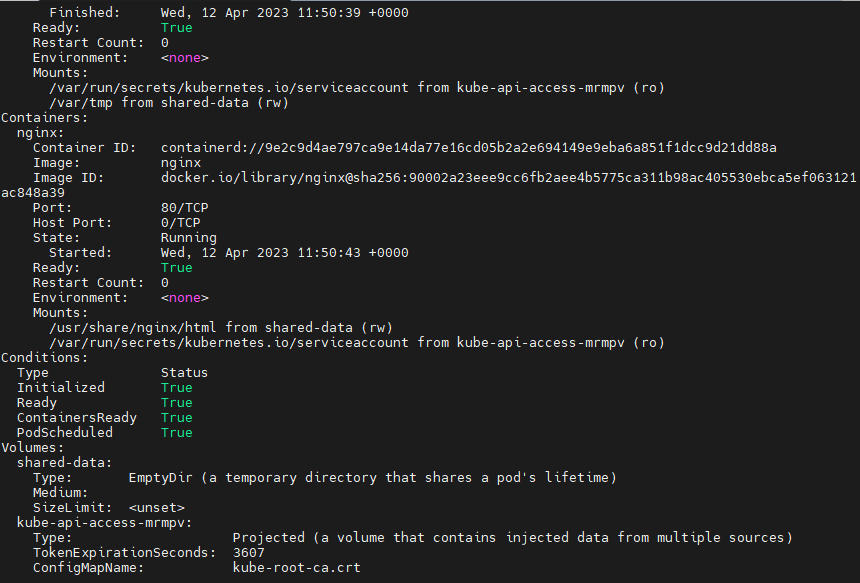 Finished:     Wed, 12 Apr 2023 11:50:39 +0000
    Ready:          True
    Restart Count:  0
    Environment:    <none>
    Mounts:
      /var/run/secrets/kubernetes.io/serviceaccount from kube-api-access-mrmpv (ro)
      /var/tmp from shared-data (rw)
Containers:
  nginx:
    Container ID:   containerd://9e2c9d4ae797ca9e14da77e16cd05b2a2e694149e9eba6a851f1dcc9d21dd88a
    Image:          nginx
    Image ID:       docker.io/library/nginx@sha256:90002a23eee9cc6fb2aee4b5775ca311b98ac405530ebca5ef063121
ac848a39
    Port:           80/TCP
    Host Port:      0/TCP
    State:          Running
      Started:      Wed, 12 Apr 2023 11:50:43 +0000
    Ready:          True
    Restart Count:  0
    Environment:    <none>
    Mounts:
      /usr/share/nginx/html from shared-data (rw)
      /var/run/secrets/kubernetes.io/serviceaccount from kube-api-access-mrmpv (ro)
Conditions:
  Type              Status
  Initialized       True
  Ready             True
  ContainersReady   True
  PodScheduled      True
Volumes:
  shared-data:
    Type:       EmptyDir (a temporary directory that shares a pod's lifetime)
    Medium:
    SizeLimit:  <unset>
  kube-api-access-mrmpv:
    Type:                    Projected (a volume that contains injected data from multiple sources)
    TokenExpirationSeconds:  3607
    ConfigMapName:           kube-root-ca.crt